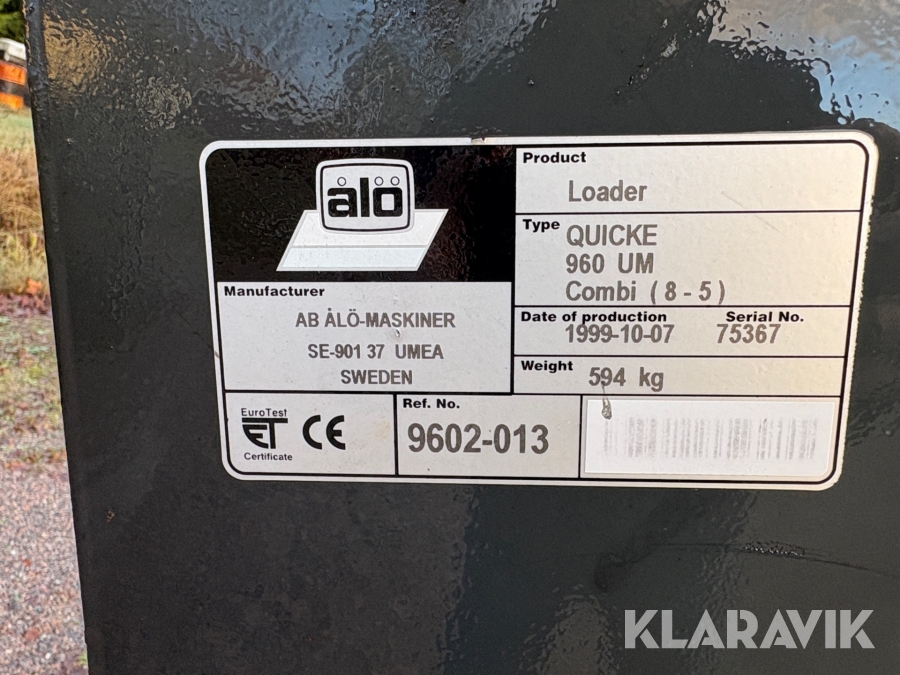 ålö
Product
Loader
Type
QUICKE
960 UM
Combi ( 8 - 5 )
Manufacturer
AB ÅLÖ-MASKINER
SE-901 37 UMEA
SWEDEN
Date of production
1999-10-07
Serial No.
75367
Weight
594 kg
EuroTest
ET CE
Certificate
Ref. No.
9602-013
KLARAVIK